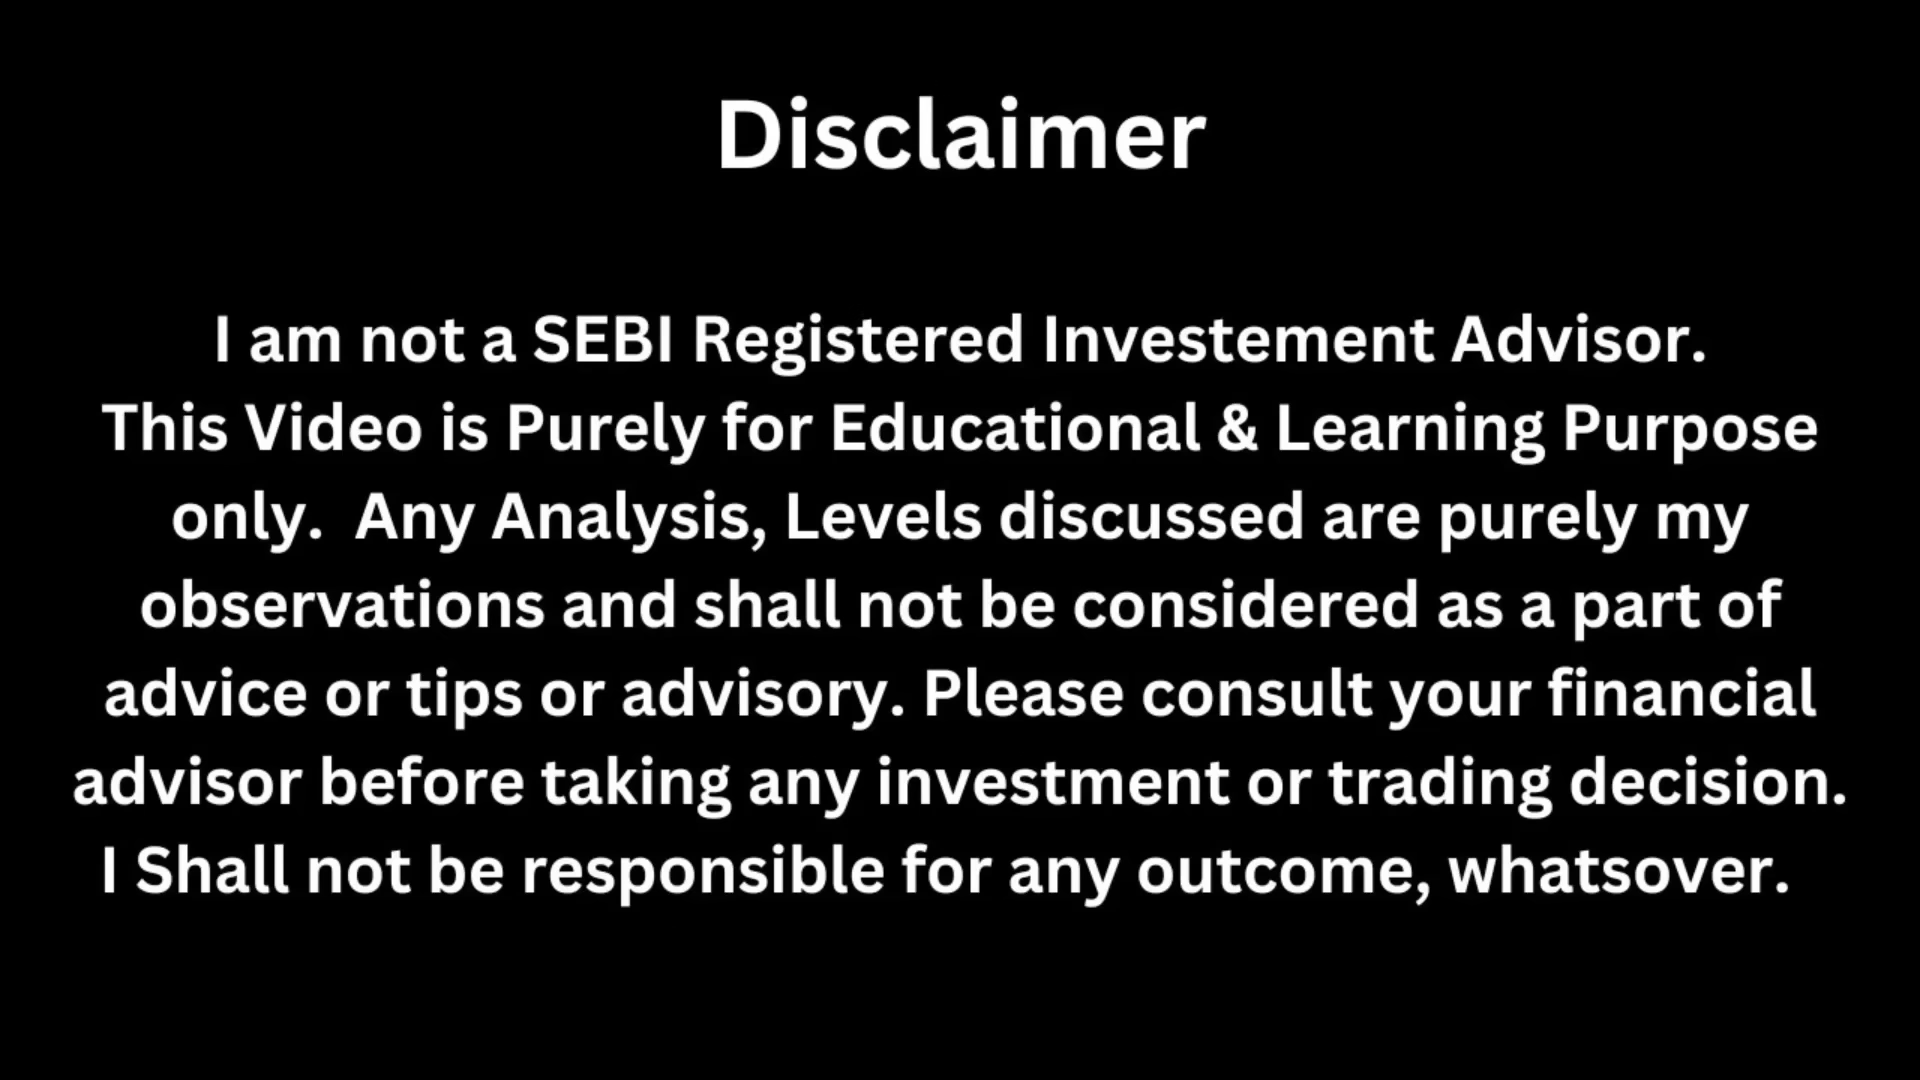 Disclaimer
I am not a SEBI Registered Investement Advisor.
This Video is Purely for Educational & Learning Purpose
only.  Any Analysis, Levels discussed are purely my
observations and shall not be considered as a part of
advice or tips or advisory. Please consult your financial
advisor before taking any investment or trading decision.
I Shall not be responsible for any outcome, whatsover.